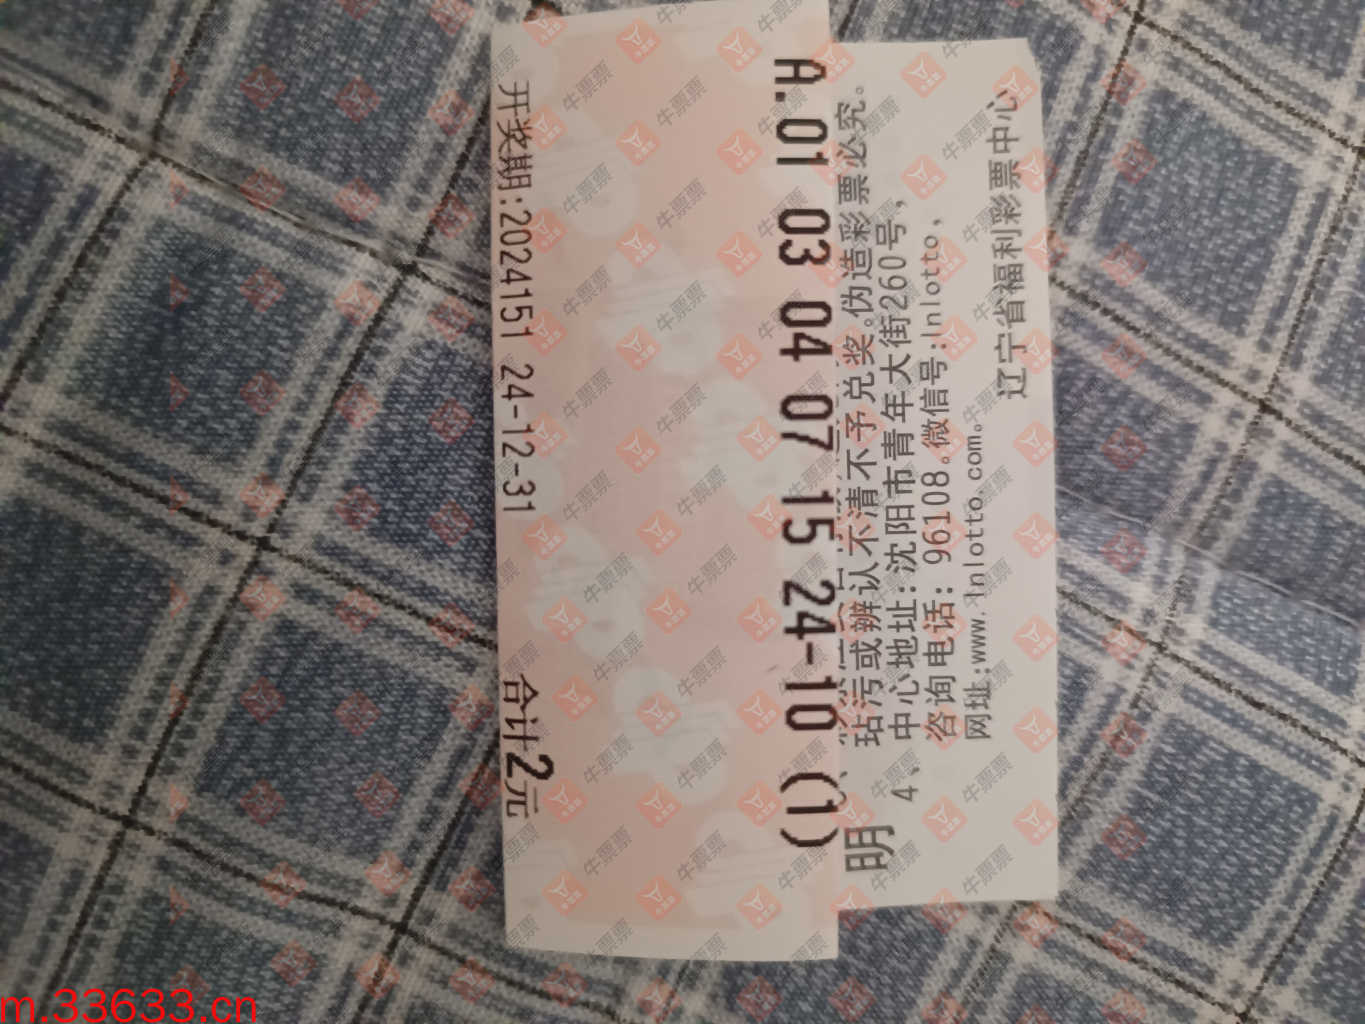 开奖期:2024151 24-12-31 合计2元
A.01 03 04 07 15 24-10 (1)
玷污或辨认不清不予兑奖。伪造彩票必究。
4、中心地址:沈阳市青年大街260号,
咨询电话: 96108。微信号:lnlotto,
网址:www.lnlotto.com。
辽宁省福利彩票中心
明
牛票票
m.33633.cn